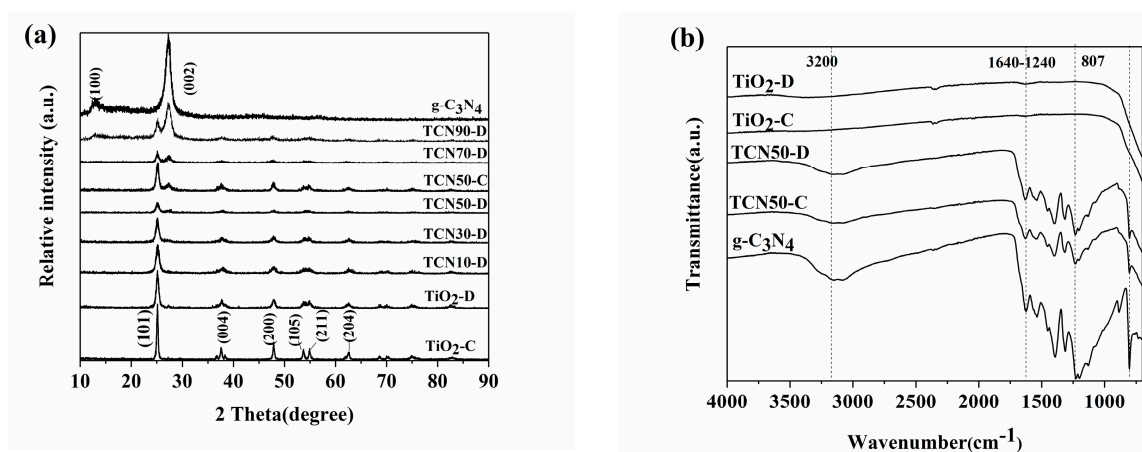 (a)
(100)
(002)
g-C3N4
TCN90-D
TCN70-D
TCN50-C
TCN50-D
TCN30-D
TCN10-D
TiO2-D
(101)
(004)
(200)
(105)
(211)
(204)
TiO2-C
10 20 30 40 50 60 70 80 90
2 Theta(degree)
Relative intensity (a.u.)
(b)
3200
1640-1240
807
TiO2-D
TiO2-C
TCN50-D
TCN50-C
g-C3N4
4000 3500 3000 2500 2000 1500 1000
Wavenumber(cm-1)
Transmittance(a.u.)